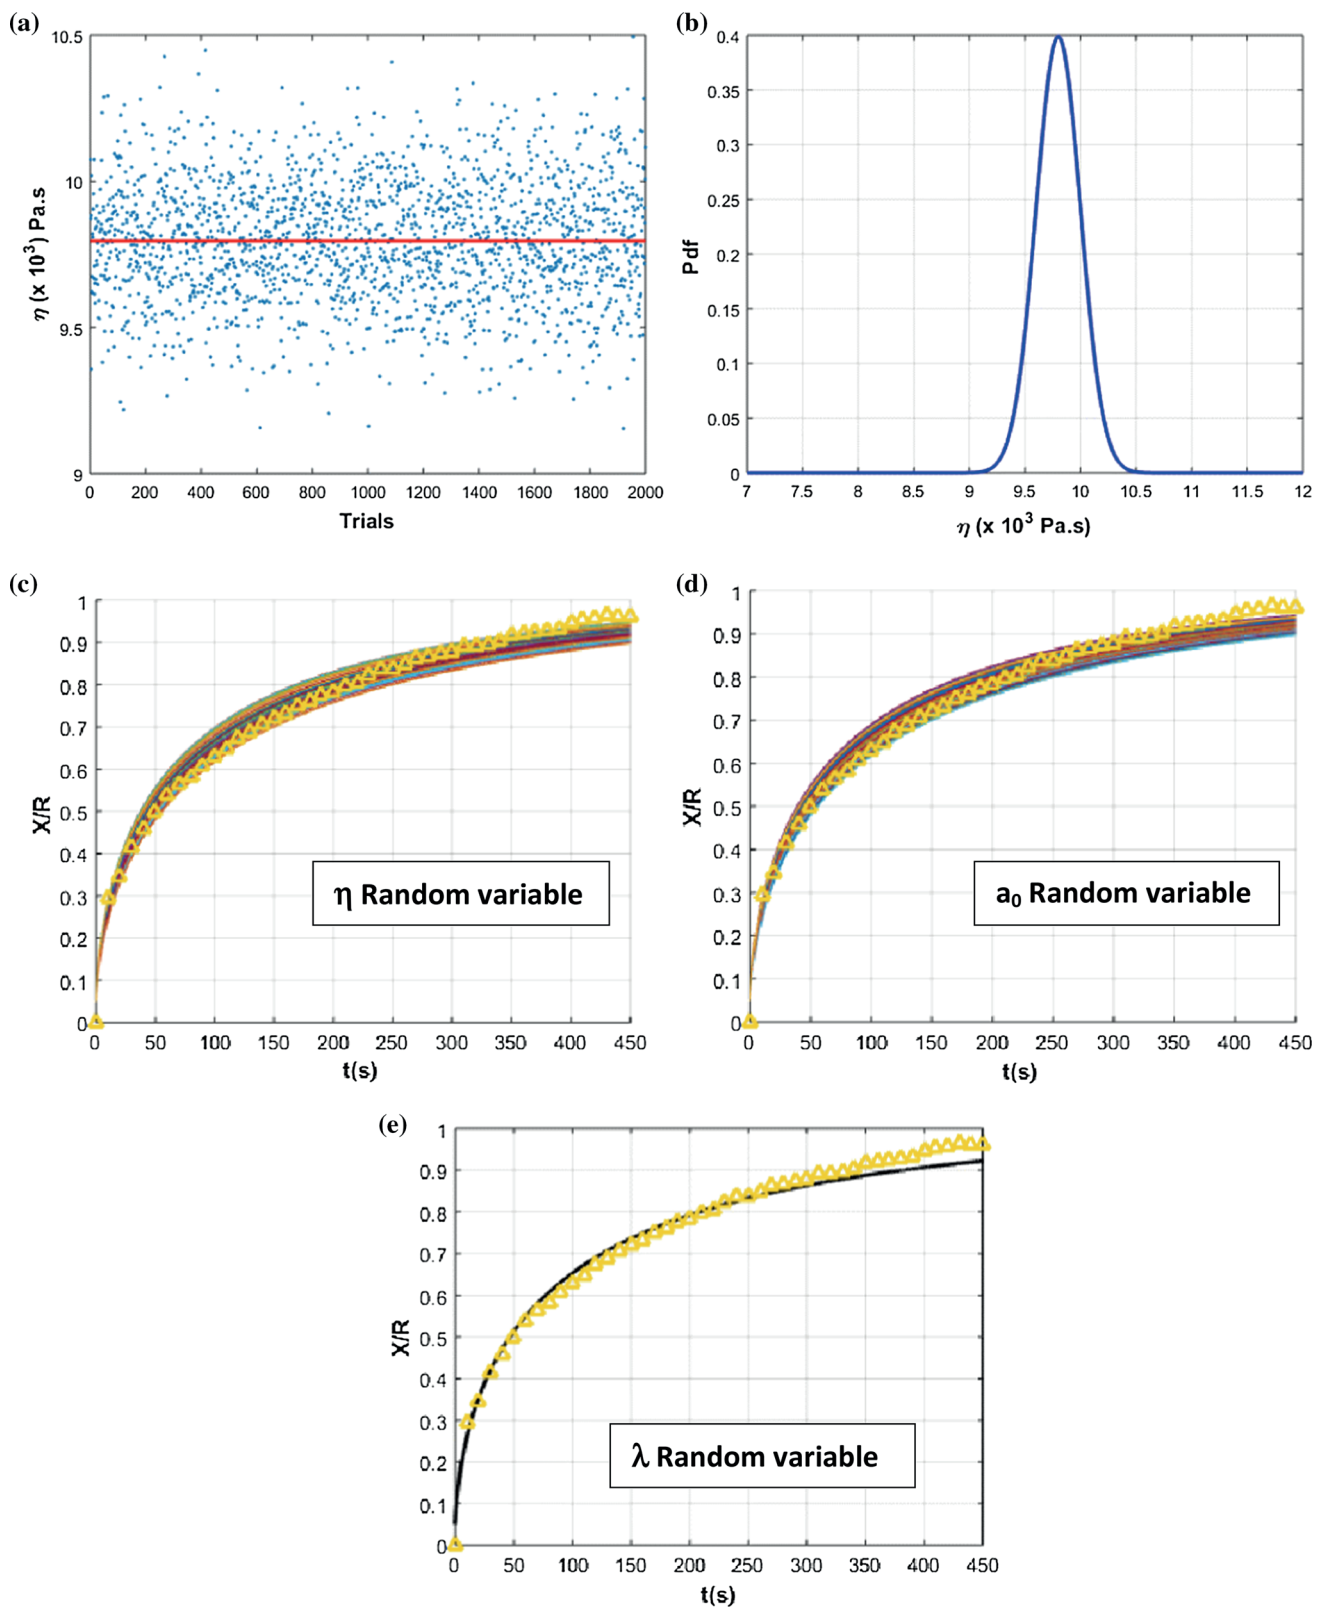 (a)
10.5
10
9.5
9
η (x 10³) Pa.s
0 200 400 600 800 1000 1200 1400 1600 1800 2000
Trials
(b)
0.4
0.35
0.3
0.25
0.2
0.15
0.1
0.05
0
Pdf
7 7.5 8 8.5 9 9.5 10 10.5 11 11.5 12
η (x 10³ Pa.s)
(c)
1
0.9
0.8
0.7
0.6
0.5
0.4
0.3
0.2
0.1
0
X/R
η Random variable
0 50 100 150 200 250 300 350 400 450
t(s)
(d)
1
0.9
0.8
0.7
0.6
0.5
0.4
0.3
0.2
0.1
0
X/R
a₀ Random variable
0 50 100 150 200 250 300 350 400 450
t(s)
(e)
1
0.9
0.8
0.7
0.6
0.5
0.4
0.3
0.2
0.1
0
X/R
λ Random variable
0 50 100 150 200 250 300 350 400 450
t(s)